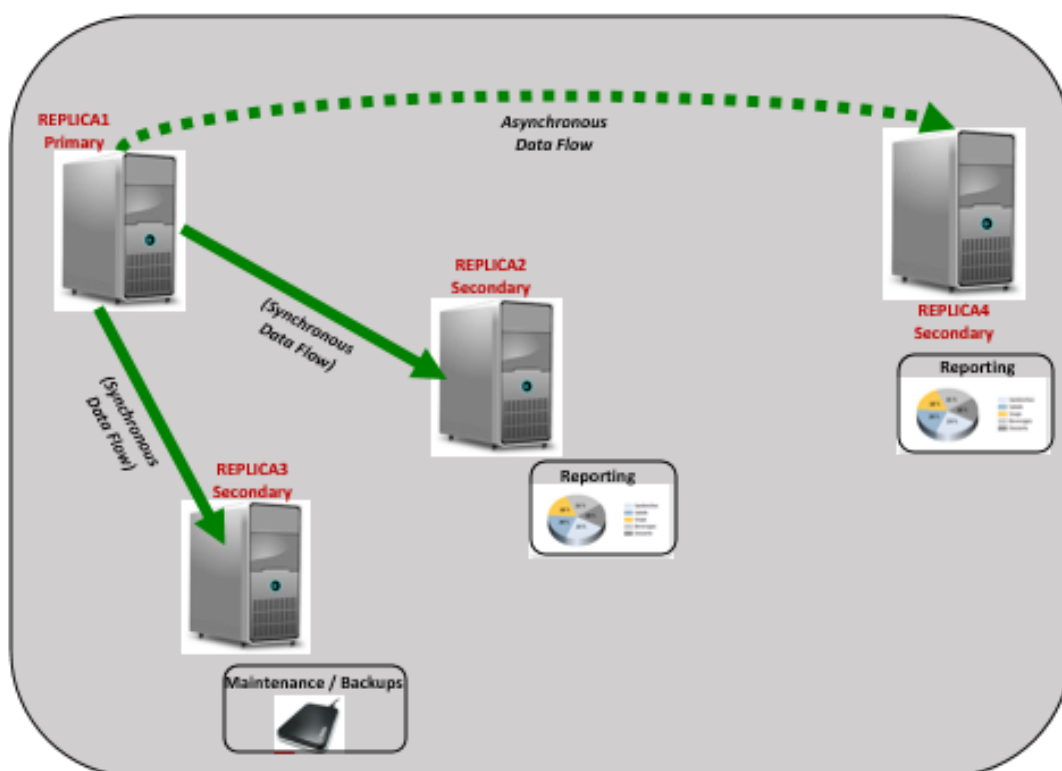 REPLICA1
Primary
Asynchronous
Data Flow
REPLICA2
Secondary
(Synchronous
Data Flow)
REPLICA4
Secondary
Reporting
(Synchronous
Data Flow)
REPLICA3
Secondary
Reporting
Maintenance / Backups